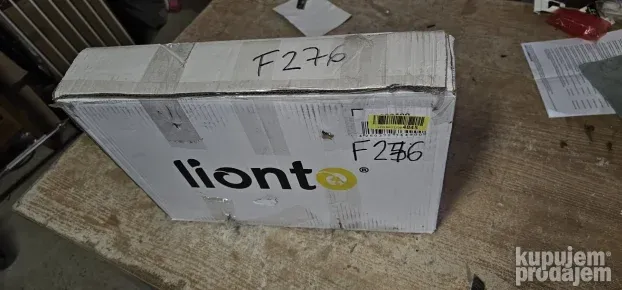 F276
F276
lionto®
kupujem®
prodajem